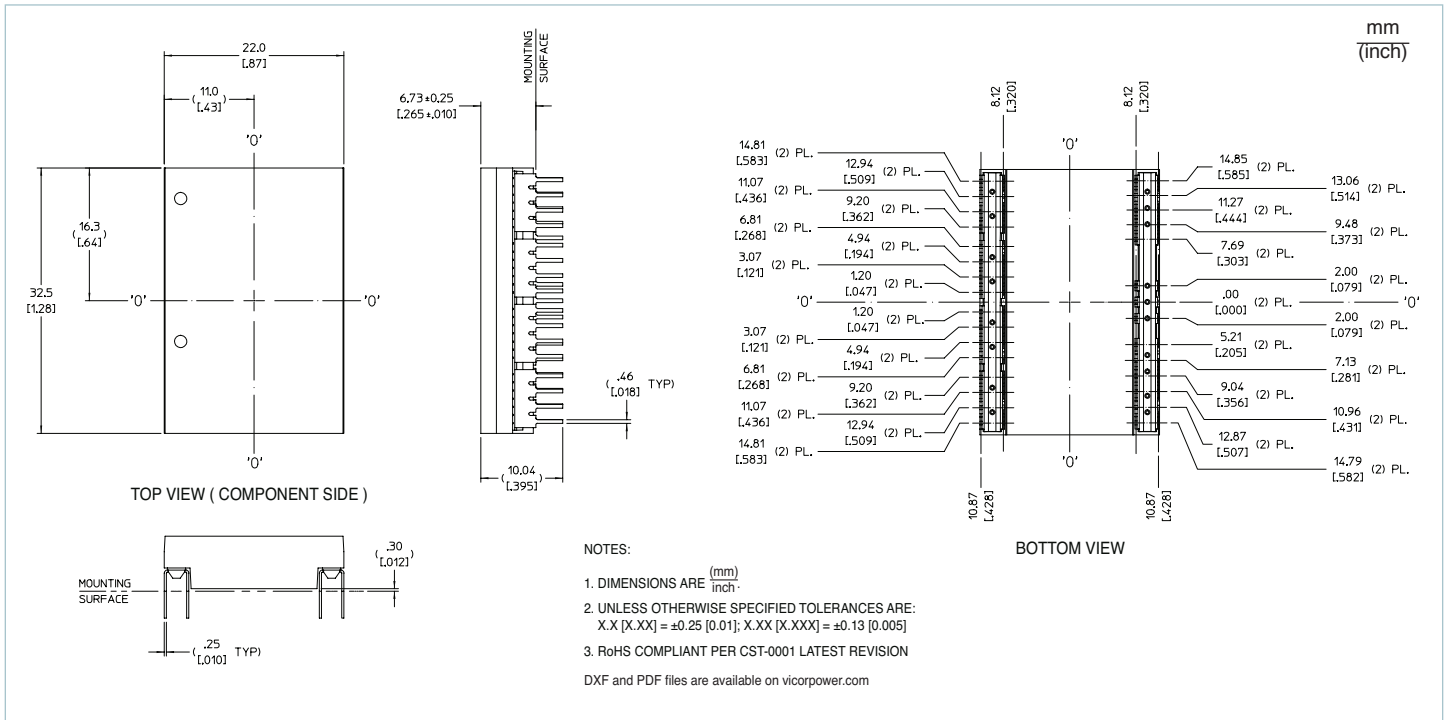 mm
(inch)
22.0
[.87]
( 11.0 )
[.43]
'0'
( 16.3 )
[.64]
32.5
[1.28]
'0'
'0'
'0'
TOP VIEW ( COMPONENT SIDE )
MOUNTING
SURFACE
6.73±0.25
[.265±.010]
( .46 TYP)
[.018]
( 10.04 )
[.395]
MOUNTING
SURFACE
( .30 )
[.012]
( .25 TYP)
[.010]
8.12
[.320]
8.12
[.320]
'0'
14.81
[.583] (2) PL.
12.94
[.509] (2) PL.
11.07
[.436] (2) PL.
9.20
[.362] (2) PL.
6.81
[.268] (2) PL.
4.94
[.194] (2) PL.
3.07
[.121] (2) PL.
1.20
[.047] (2) PL.
'0'
1.20
[.047] (2) PL.
3.07
[.121] (2) PL.
4.94
[.194] (2) PL.
6.81
[.268] (2) PL.
9.20
[.362] (2) PL.
11.07
[.436] (2) PL.
12.94
[.509] (2) PL.
14.81
[.583] (2) PL.
14.85
[.585] (2) PL.
13.06
[.514] (2) PL.
11.27
[.444] (2) PL.
9.48
[.373] (2) PL.
7.69
[.303] (2) PL.
2.00
[.079] (2) PL.
.00
[.000] (2) PL.
'0'
2.00
[.079] (2) PL.
5.21
[.205] (2) PL.
7.13
[.281] (2) PL.
9.04
[.356] (2) PL.
10.96
[.431] (2) PL.
12.87
[.507] (2) PL.
14.79
[.582] (2) PL.
'0'
10.87
[.428]
10.87
[.428]
BOTTOM VIEW
NOTES:
1. DIMENSIONS ARE (mm)
inch.
2. UNLESS OTHERWISE SPECIFIED TOLERANCES ARE:
X.X [X.XX] = ±0.25 [0.01]; X.XX [X.XXX] = ±0.13 [0.005]
3. RoHS COMPLIANT PER CST-0001 LATEST REVISION
DXF and PDF files are available on vicorpower.com